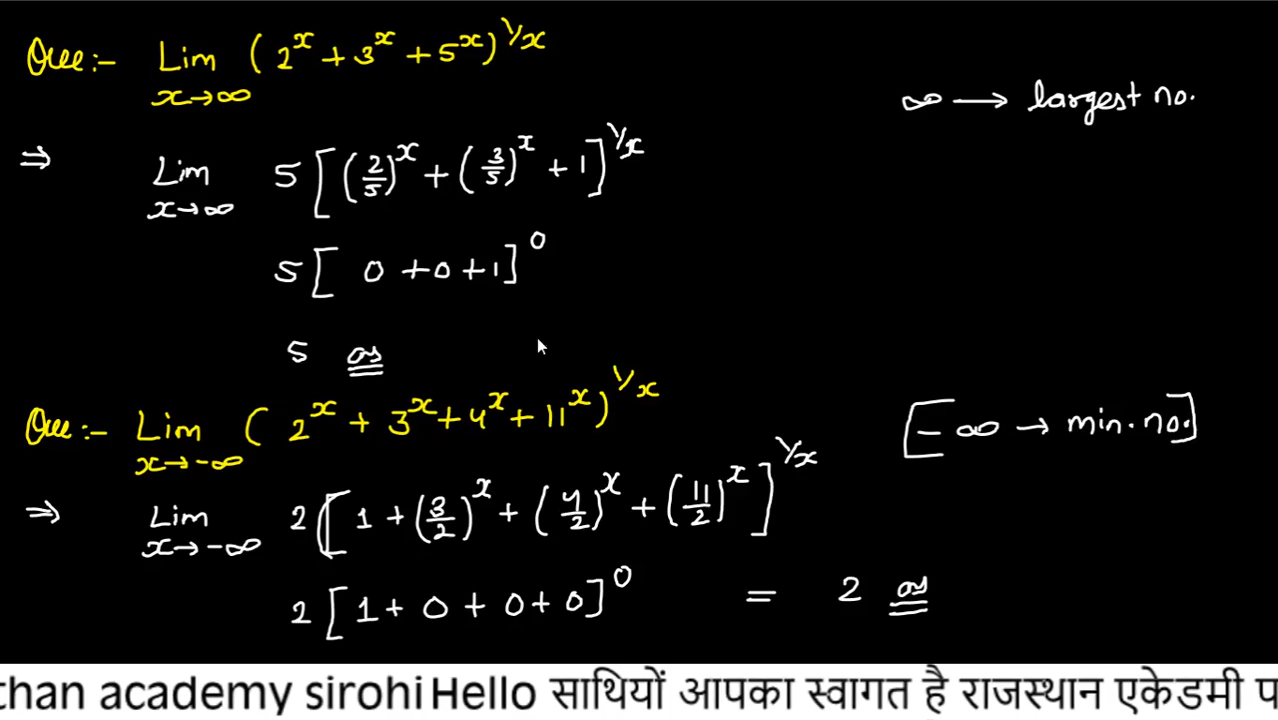 Que:- Lim x→∞ (2^x + 3^x + 5^x)^1/x
∞ → largest no.
⇒ Lim x→∞ 5[(2/5)^x + (3/5)^x + 1]^1/x
5[0 + 0 + 1]^0
5 as
Que:- Lim x→-∞ (2^x + 3^x + 4^x + 11^x)^1/x
[-∞ → min. no.]
⇒ Lim x→-∞ 2[1 + (3/2)^x + (4/2)^x + (11/2)^x]^1/x
2[1 + 0 + 0 + 0]^0 = 2 as
than academy sirohi Hello साथियों आपका स्वागत है राजस्थान एकेडमी प